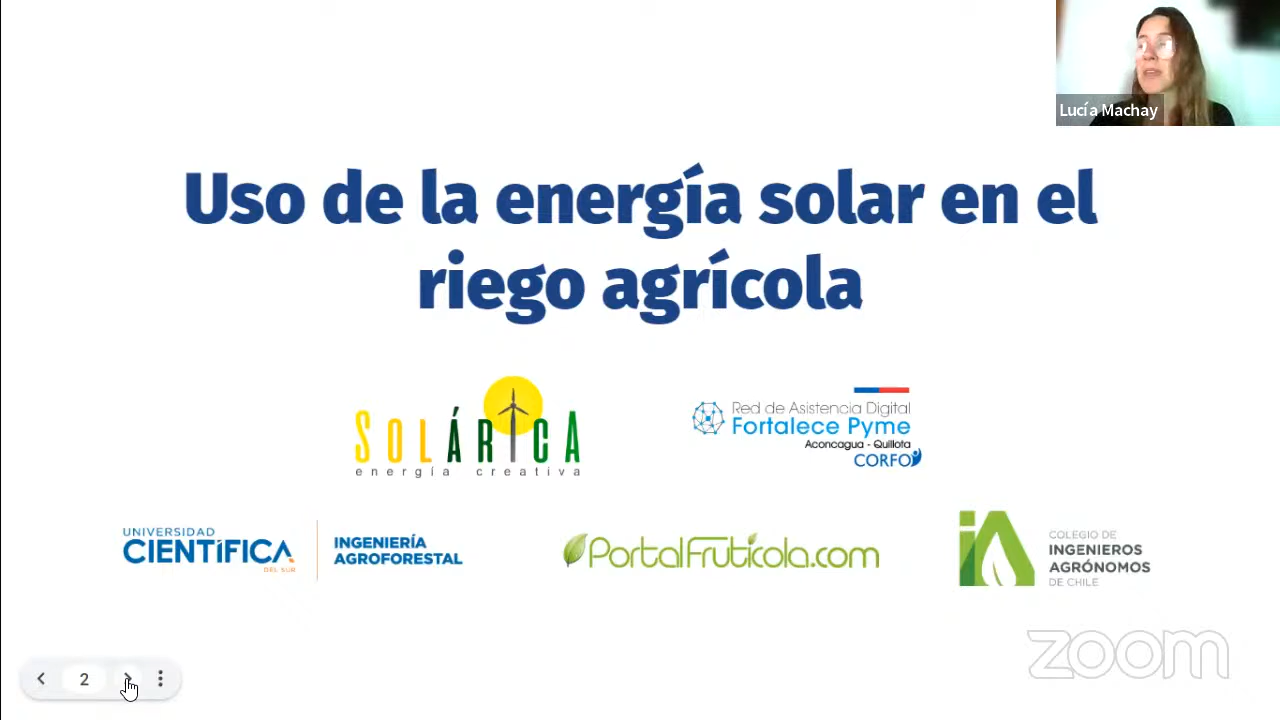 Lucía Machay
Uso de la energía solar en el
riego agrícola
SOLÁRICA
energía creativa
Red de Asistencia Digital
Fortalece Pyme
Aconcagua - Quillota
CORFO
UNIVERSIDAD
CIENTÍFICA
DEL SUR
INGENIERÍA
AGROFORESTAL
PortalFrutícola.com
COLEGIO DE
INGENIEROS
AGRÓNOMOS
DE CHILE
zoom
2